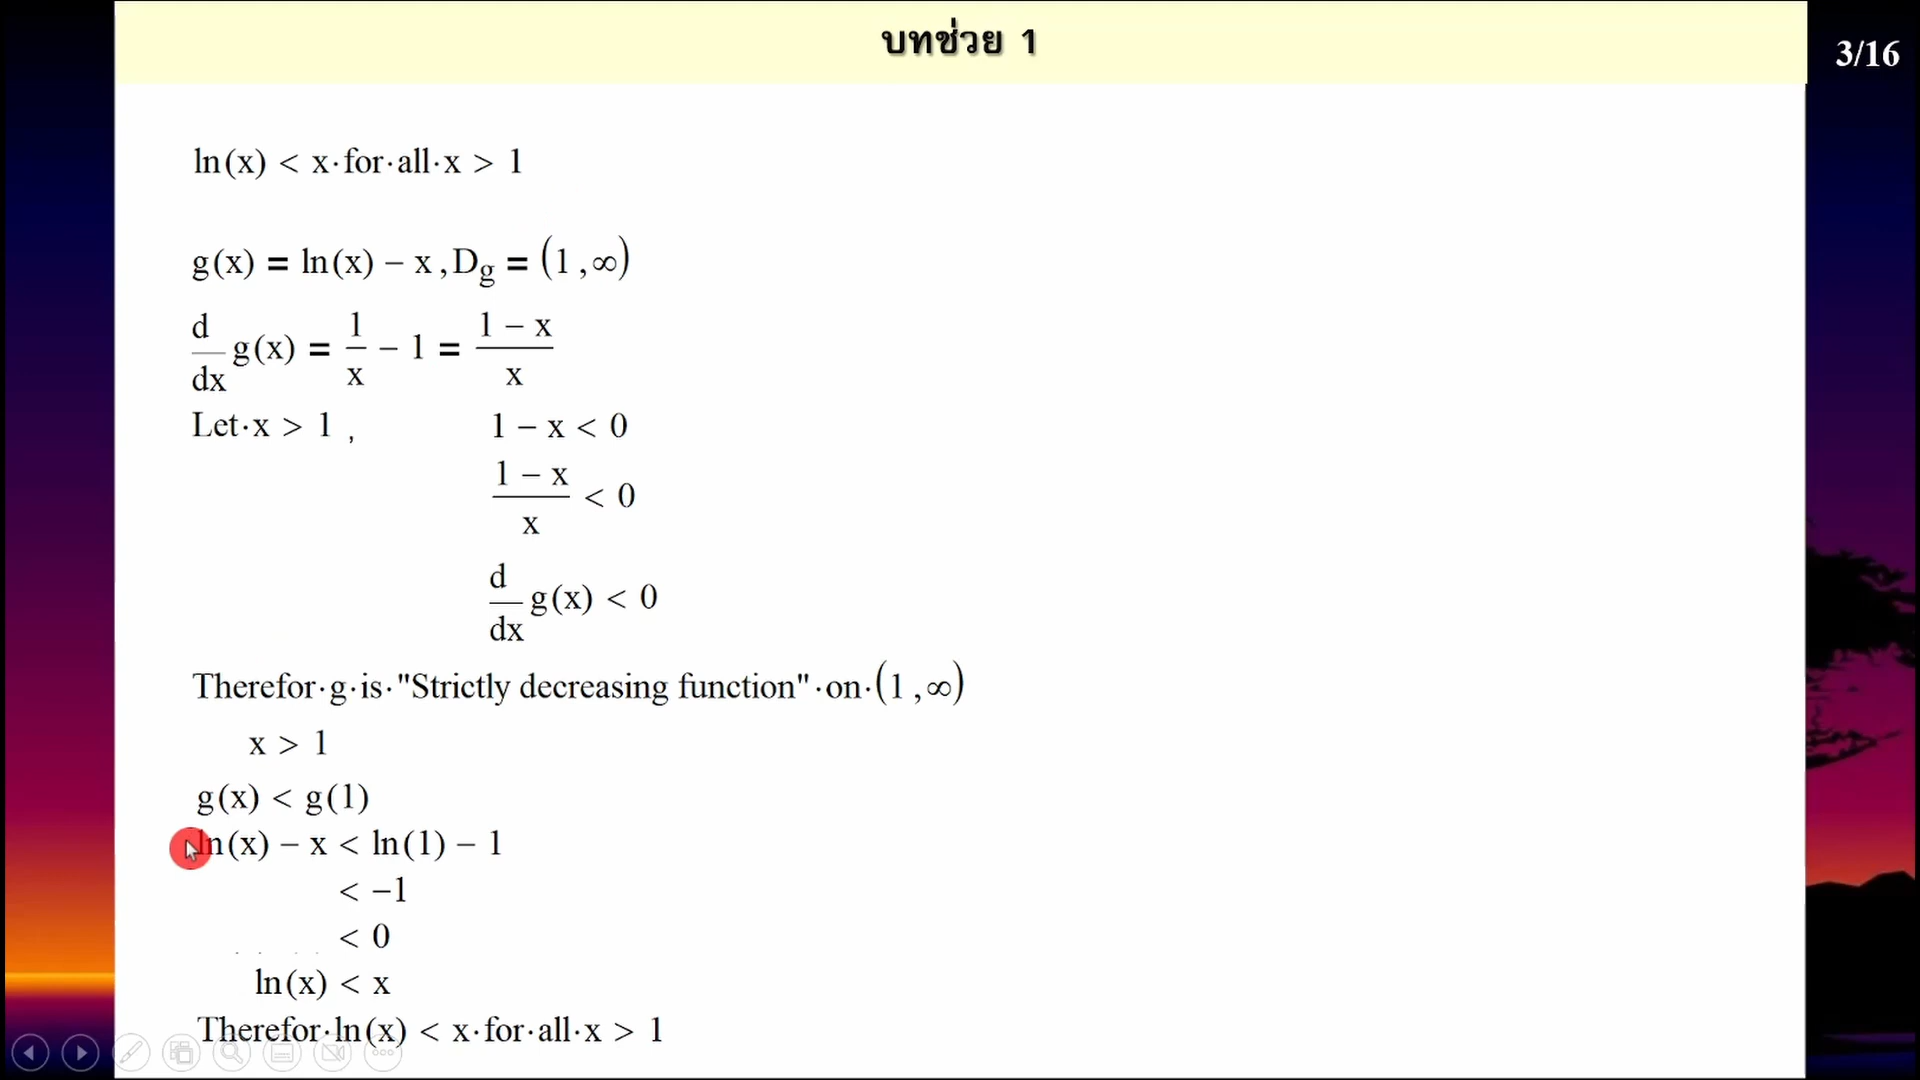 บทช่วย 1
3/16
ln(x) < x·for·all·x > 1
g(x) = ln(x) − x , D_g = (1 , ∞)
d/dx g(x) = 1/x − 1 = (1 − x)/x
Let·x > 1 , 1 − x < 0
(1 − x)/x < 0
d/dx g(x) < 0
Therefor·g·is·"Strictly decreasing function"·on·(1 , ∞)
x > 1
g(x) < g(1)
ln(x) − x < ln(1) − 1
< −1
< 0
ln(x) < x
Therefor·ln(x) < x·for·all·x > 1